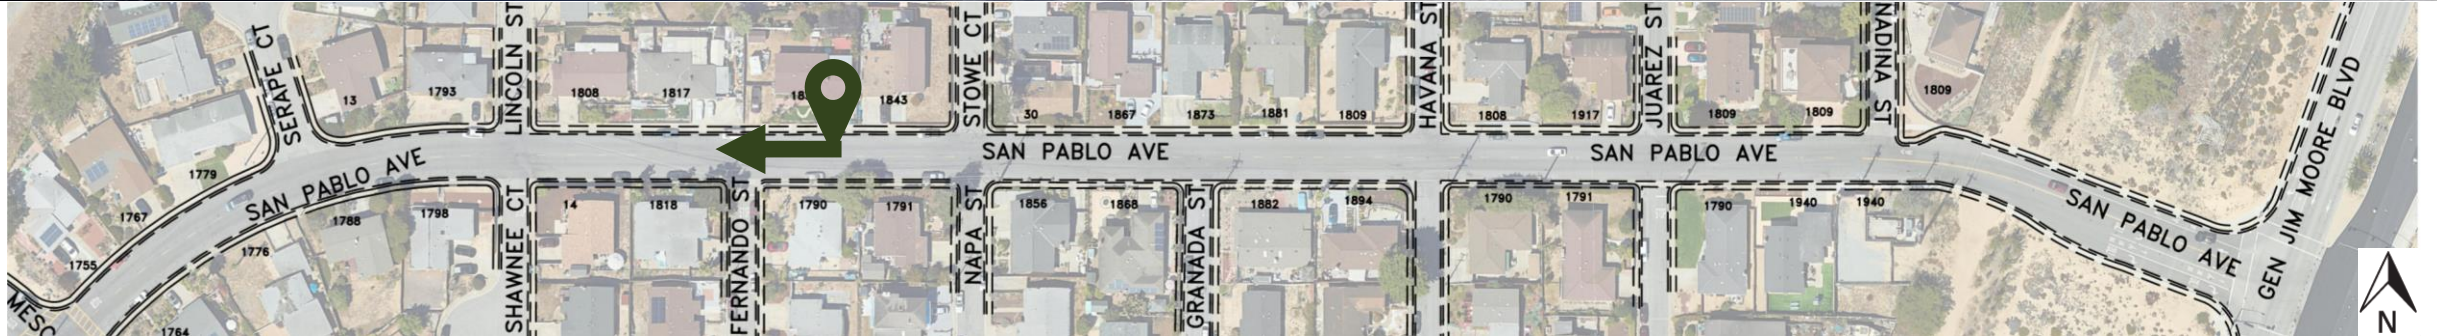 SERAPE CT
LINCOLN ST
STOWE CT
HAVANA ST
JUAREZ ST
NADINA ST
GEN JIM MOORE BLVD
13
1793
1808
1817
1843
30
1867
1873
1881
1809
1808
1917
1809
1809
1809
SAN PABLO AVE
SAN PABLO AVE
SAN PABLO AVE
SAN PABLO AVE
1779
1767
1755
1776
1788
1798
1764
14
1818
1790
1791
1856
1868
1882
1894
1790
1791
1790
1940
1940
SHAWNEE CT
FERNANDO ST
NAPA ST
GRANADA ST
N